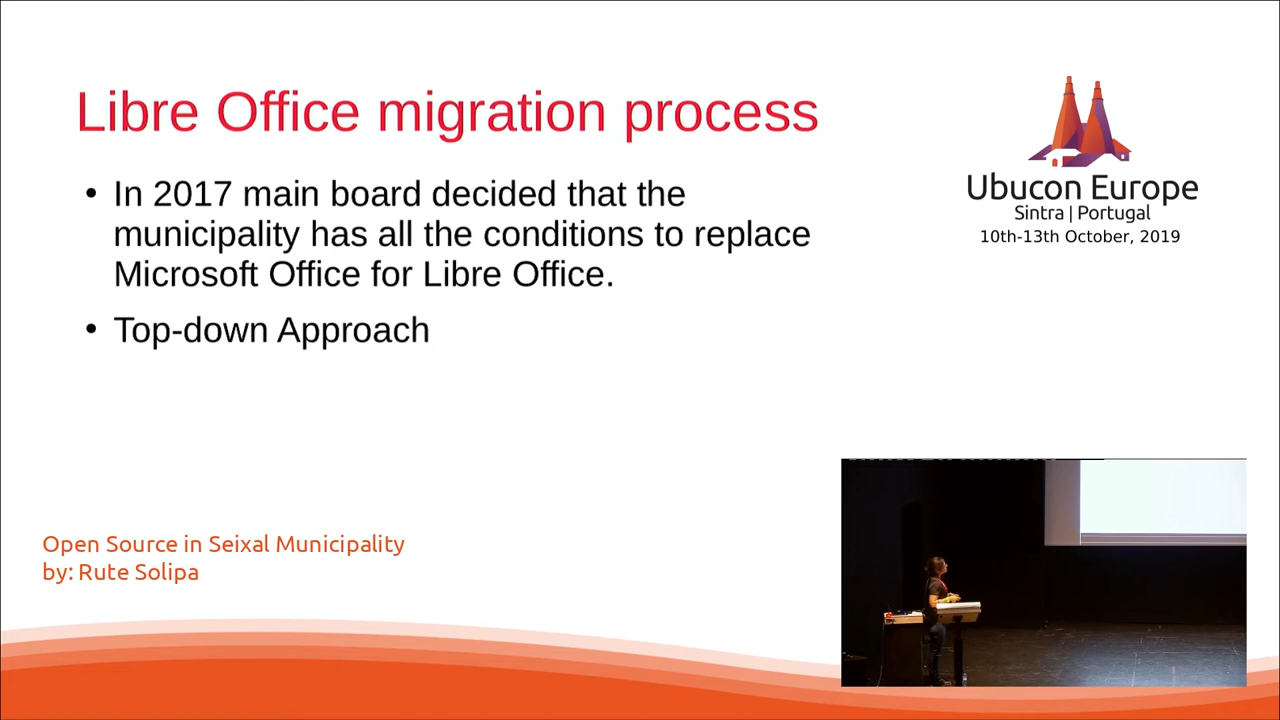 Libre Office migration process
• In 2017 main board decided that the
municipality has all the conditions to replace
Microsoft Office for Libre Office.
• Top-down Approach
Ubucon Europe
Sintra | Portugal
10th-13th October, 2019
Open Source in Seixal Municipality
by: Rute Solipa